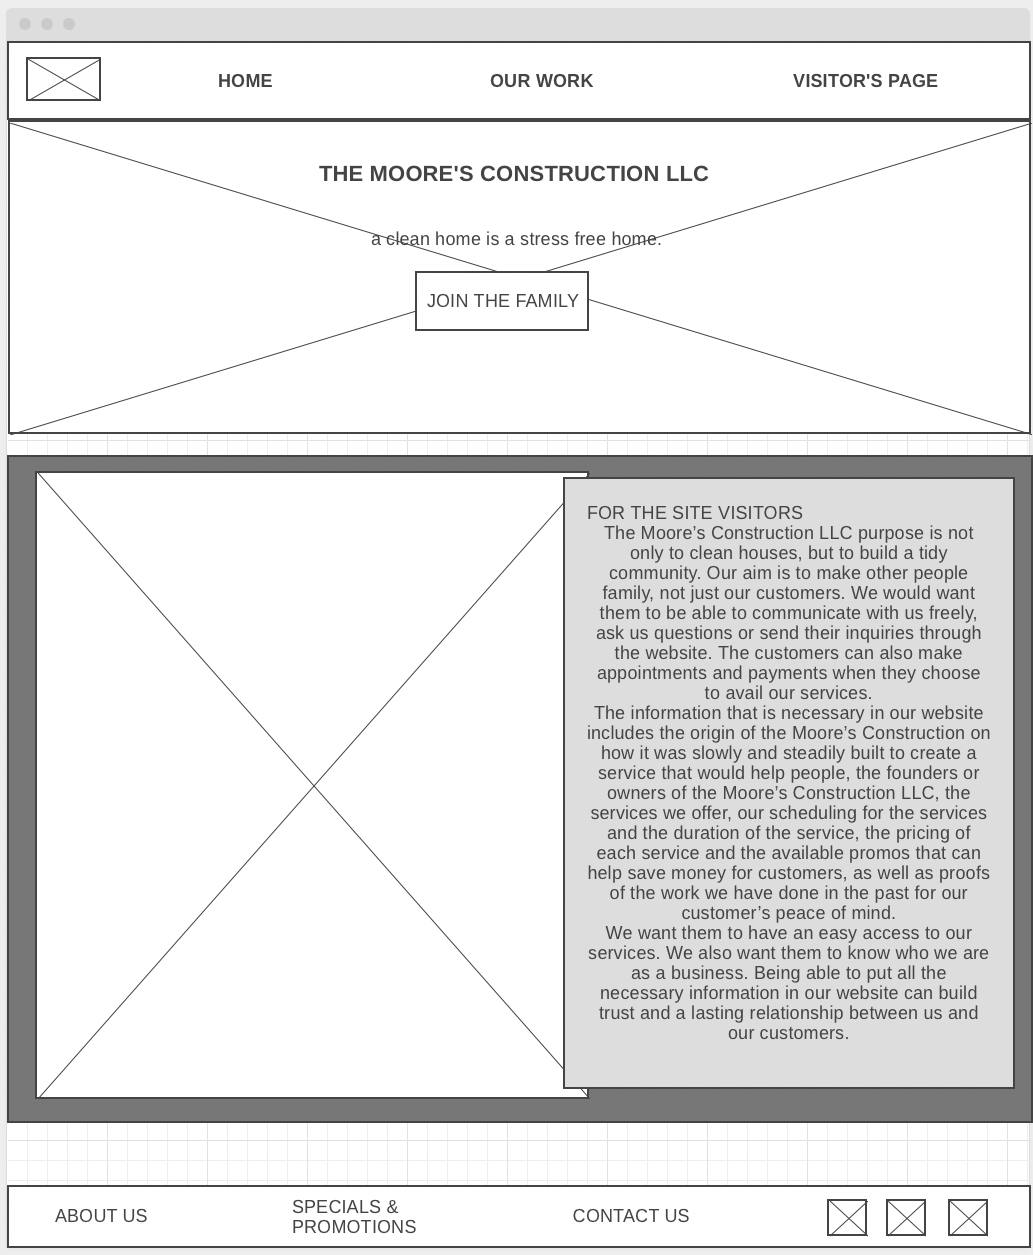 HOME OUR WORK VISITOR'S PAGE
THE MOORE'S CONSTRUCTION LLC
a clean home is a stress free home.
JOIN THE FAMILY
FOR THE SITE VISITORS
The Moore’s Construction LLC purpose is not
only to clean houses, but to build a tidy
community. Our aim is to make other people
family, not just our customers. We would want
them to be able to communicate with us freely,
ask us questions or send their inquiries through
the website. The customers can also make
appointments and payments when they choose
to avail our services.
The information that is necessary in our website
includes the origin of the Moore’s Construction on
how it was slowly and steadily built to create a
service that would help people, the founders or
owners of the Moore’s Construction LLC, the
services we offer, our scheduling for the services
and the duration of the service, the pricing of
each service and the available promos that can
help save money for customers, as well as proofs
of the work we have done in the past for our
customer’s peace of mind.
We want them to have an easy access to our
services. We also want them to know who we are
as a business. Being able to put all the
necessary information in our website can build
trust and a lasting relationship between us and
our customers.
ABOUT US
SPECIALS &
PROMOTIONS
CONTACT US